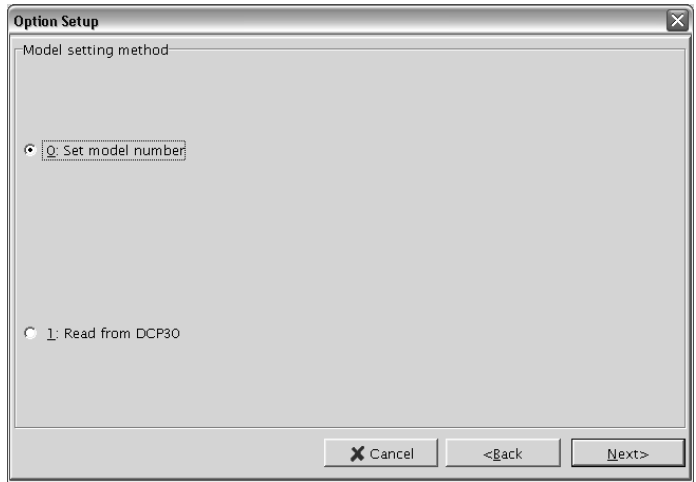 Option Setup
Model setting method
0: Set model number
1: Read from DCP30
Cancel
<Back
Next>